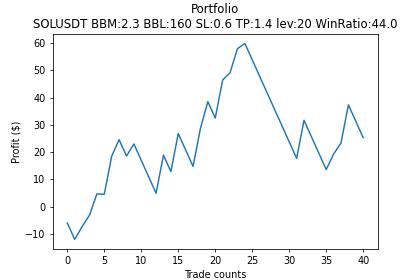 Portfolio
SOLUSDT BBM:2.3 BBL:160 SL:0.6 TP:1.4 lev:20 WinRatio:44.0
Profit ($)
60
50
40
30
20
10
0
−10
0 5 10 15 20 25 30 35 40
Trade counts